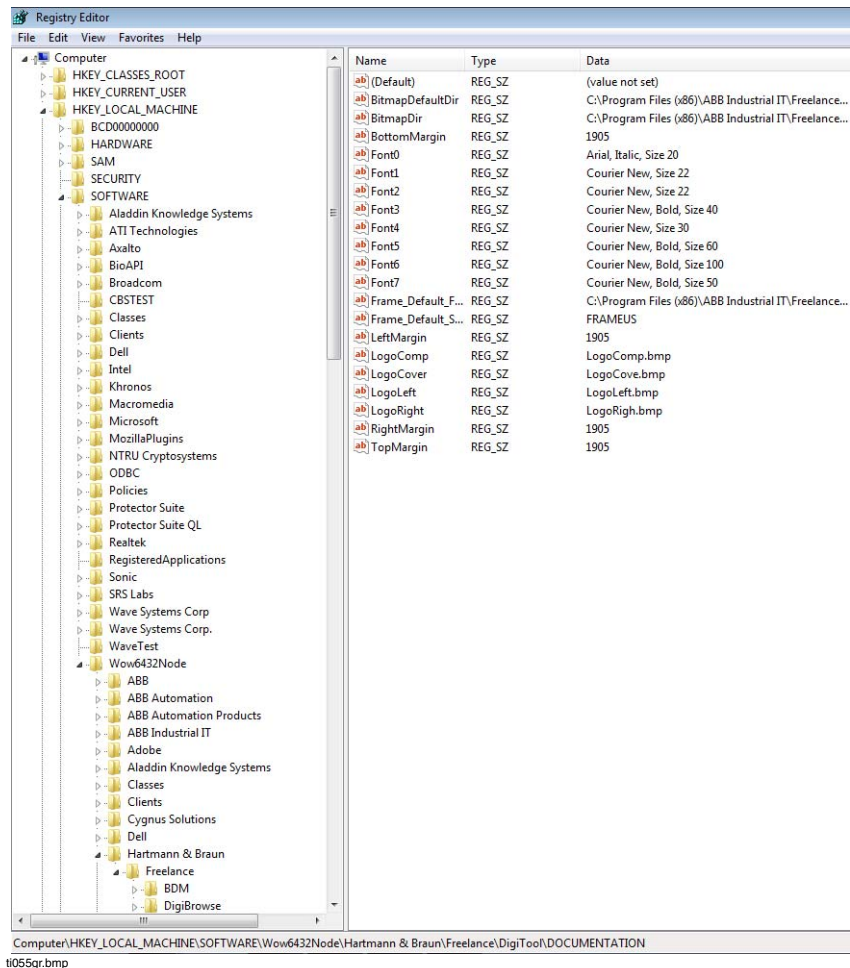 Registry Editor
File Edit View Favorites Help
Computer
HKEY_CLASSES_ROOT
HKEY_CURRENT_USER
HKEY_LOCAL_MACHINE
BCD00000000
HARDWARE
SAM
SECURITY
SOFTWARE
Aladdin Knowledge Systems
ATI Technologies
Axalto
BioAPI
Broadcom
CBSTEST
Classes
Clients
Dell
Intel
Khronos
Macromedia
Microsoft
MozillaPlugins
NTRU Cryptosystems
ODBC
Policies
Protector Suite
Protector Suite QL
Realtek
RegisteredApplications
Sonic
SRS Labs
Wave Systems Corp
Wave Systems Corp.
WaveTest
Wow6432Node
ABB
ABB Automation
ABB Automation Products
ABB Industrial IT
Adobe
Aladdin Knowledge Systems
Classes
Clients
Cygnus Solutions
Dell
Hartmann & Braun
Freelance
BDM
DigiBrowse
Name Type Data
(Default) REG_SZ (value not set)
BitmapDefaultDir REG_SZ C:\Program Files (x86)\ABB Industrial IT\Freelance...
BitmapDir REG_SZ C:\Program Files (x86)\ABB Industrial IT\Freelance...
BottomMargin REG_SZ 1905
Font0 REG_SZ Arial, Italic, Size 20
Font1 REG_SZ Courier New, Size 22
Font2 REG_SZ Courier New, Size 22
Font3 REG_SZ Courier New, Bold, Size 40
Font4 REG_SZ Courier New, Size 30
Font5 REG_SZ Courier New, Bold, Size 60
Font6 REG_SZ Courier New, Bold, Size 100
Font7 REG_SZ Courier New, Bold, Size 50
Frame_Default_F... REG_SZ C:\Program Files (x86)\ABB Industrial IT\Freelance...
Frame_Default_S... REG_SZ FRAMEUS
LeftMargin REG_SZ 1905
LogoComp REG_SZ LogoComp.bmp
LogoCover REG_SZ LogoCove.bmp
LogoLeft REG_SZ LogoLeft.bmp
LogoRight REG_SZ LogoRigh.bmp
RightMargin REG_SZ 1905
TopMargin REG_SZ 1905
Computer\HKEY_LOCAL_MACHINE\SOFTWARE\Wow6432Node\Hartmann & Braun\Freelance\DigiTool\DOCUMENTATION
ti055gr.bmp